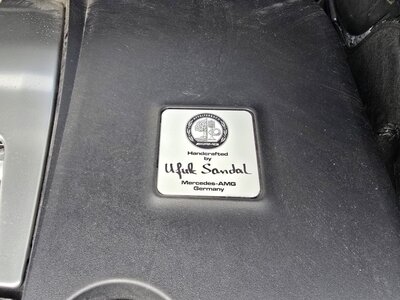 Handcrafted
by
Ufuk Sandal
Mercedes-AMG
Germany